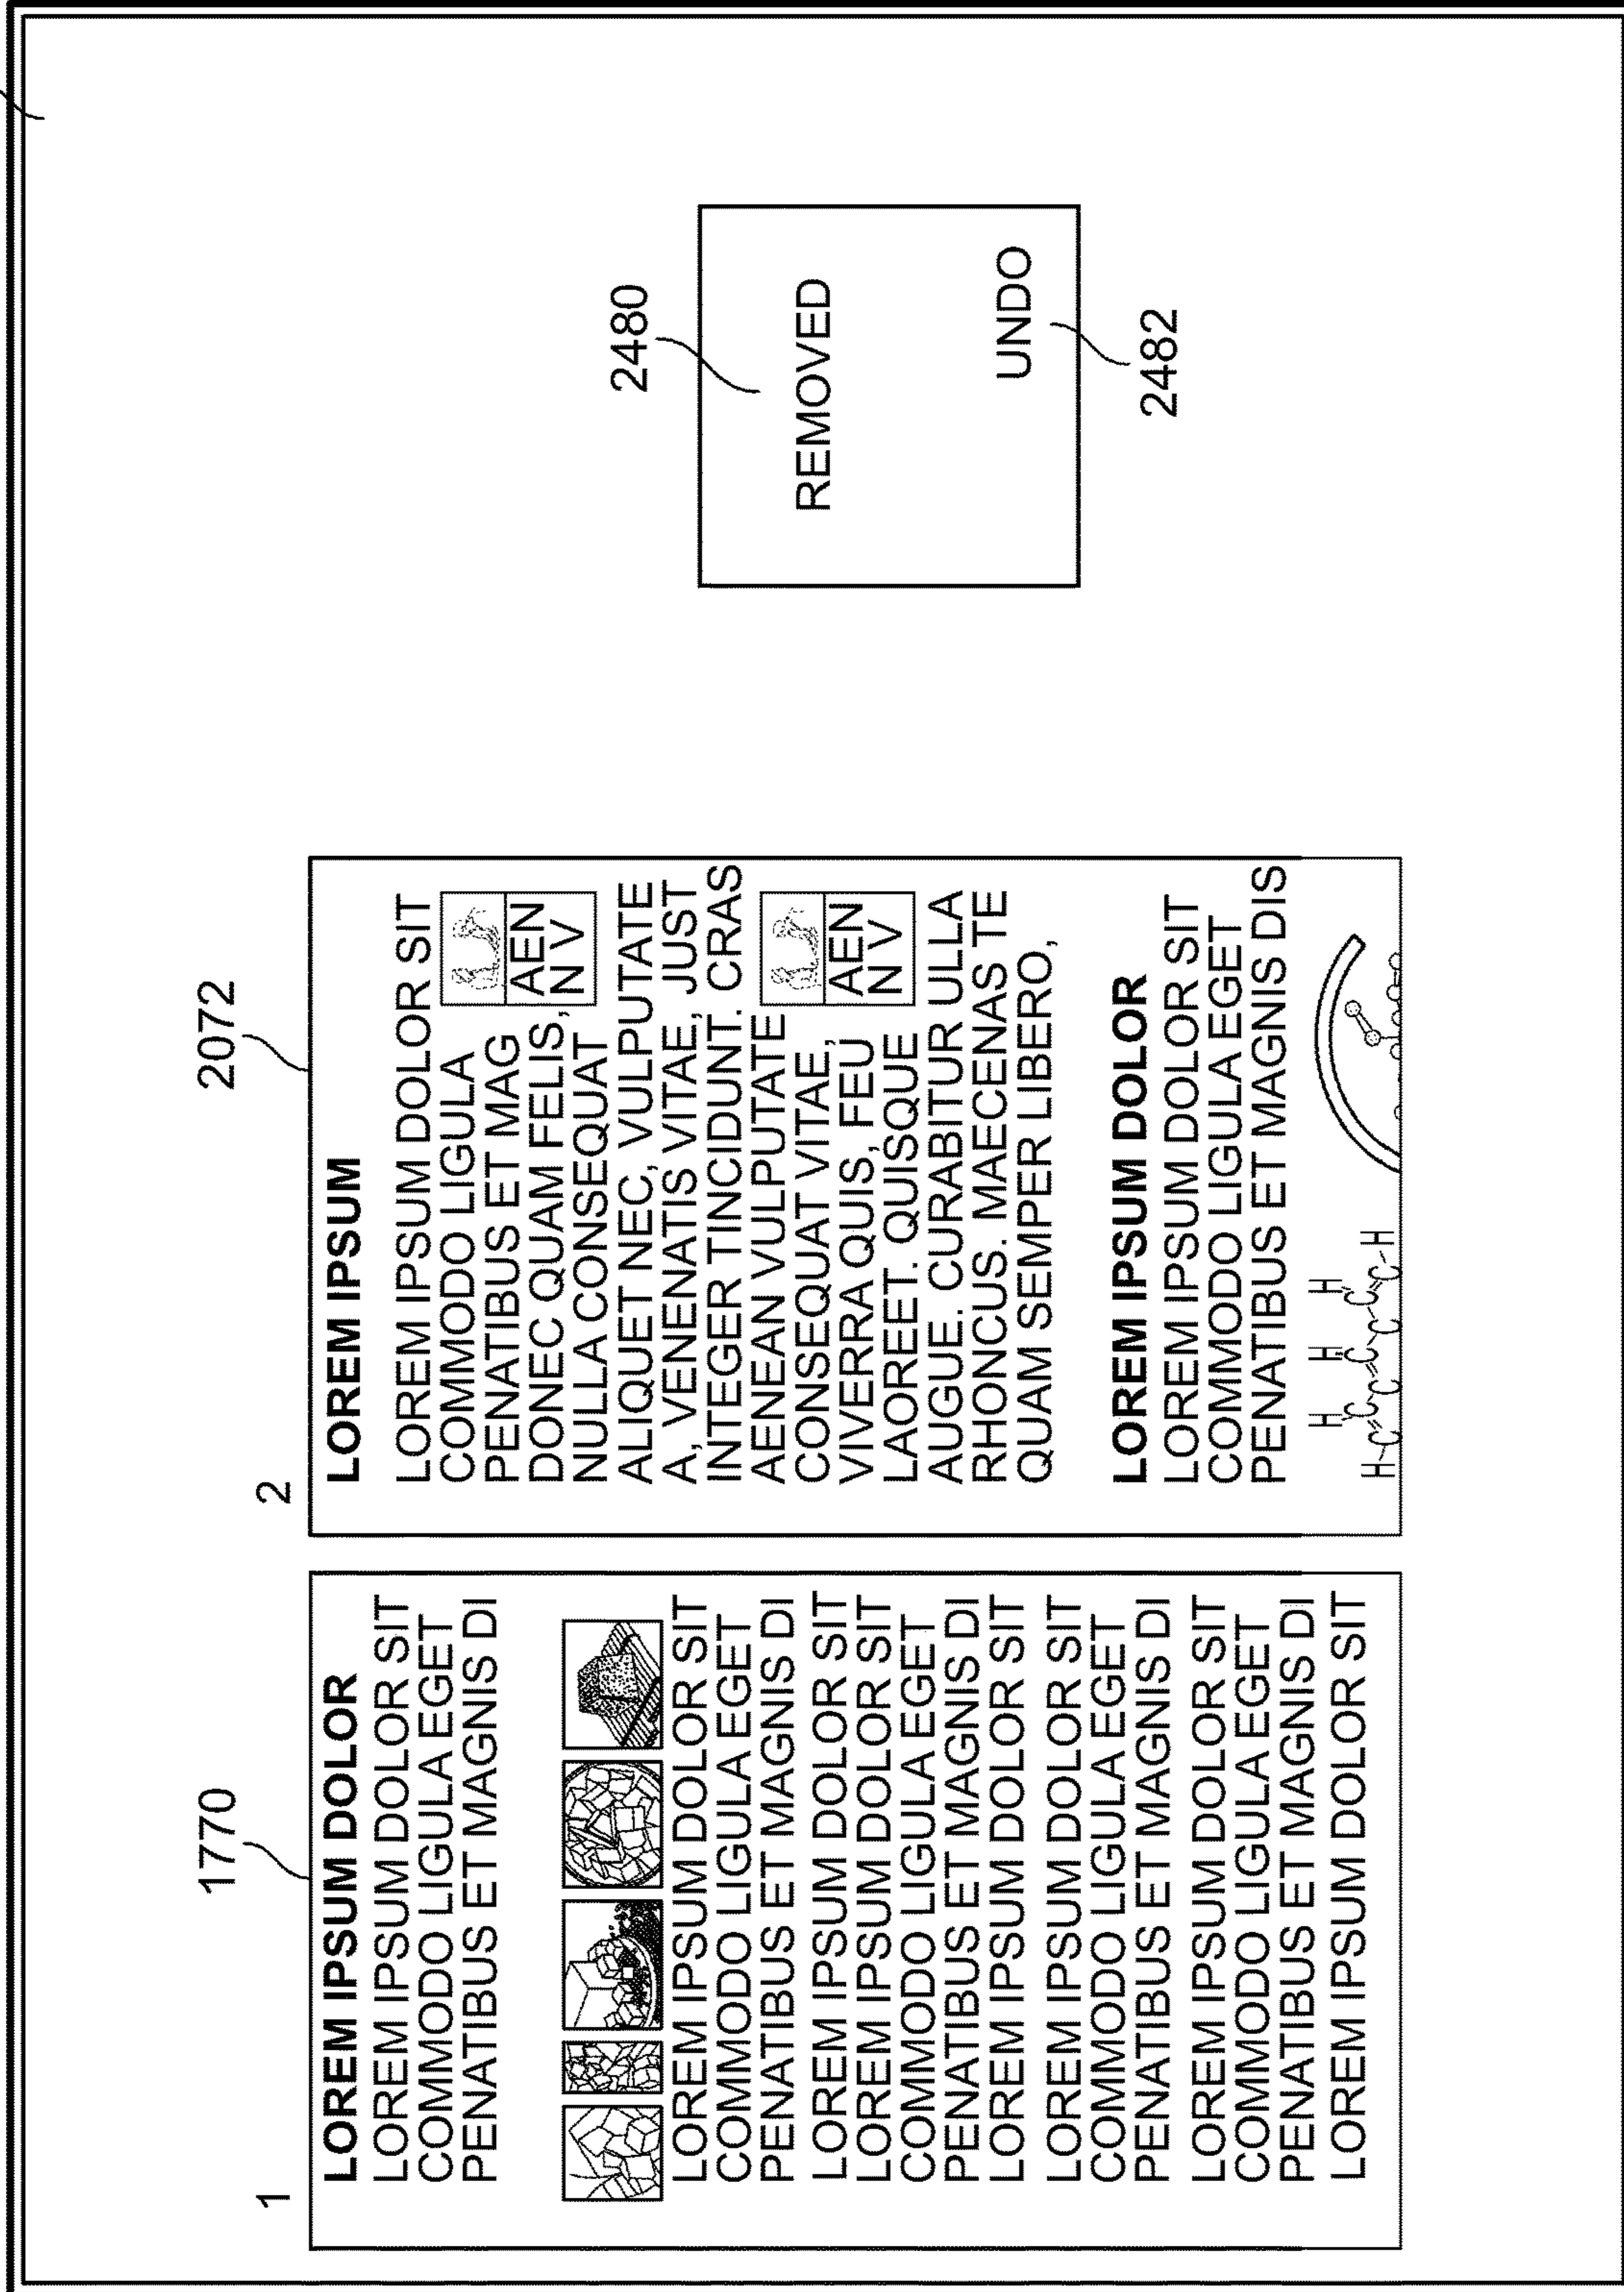 1770
1
LOREM IPSUM DOLOR
LOREM IPSUM DOLOR SIT
COMMODO LIGULA EGET
PENATIBUS ET MAGNIS DI
LOREM IPSUM DOLOR SIT
COMMODO LIGULA EGET
PENATIBUS ET MAGNIS DI
LOREM IPSUM DOLOR SIT
LOREM IPSUM DOLOR SIT
COMMODO LIGULA EGET
PENATIBUS ET MAGNIS DI
LOREM IPSUM DOLOR SIT
LOREM IPSUM DOLOR SIT
COMMODO LIGULA EGET
PENATIBUS ET MAGNIS DI
LOREM IPSUM DOLOR SIT
COMMODO LIGULA EGET
PENATIBUS ET MAGNIS DI
LOREM IPSUM DOLOR SIT
2072
2
LOREM IPSUM
LOREM IPSUM DOLOR SIT
COMMODO LIGULA
PENATIBUS ET MAG
DONEC QUAM FELIS,
NULLA CONSEQUAT
AEN
N V
ALIQUET NEC, VULPUTATE
A, VENENATIS VITAE, JUST
INTEGER TINCIDUNT. CRAS
AENEAN VULPUTATE
CONSEQUAT VITAE,
VIVERRA QUIS, FEU
LAOREET. QUISQUE
AEN
N V
AUGUE. CURABITUR ULLA
RHONCUS. MAECENAS TE
QUAM SEMPER LIBERO,
LOREM IPSUM DOLOR
LOREM IPSUM DOLOR SIT
COMMODO LIGULA EGET
PENATIBUS ET MAGNIS DIS
H H H
C C C
H C C C C H
2480
REMOVED
UNDO
2482